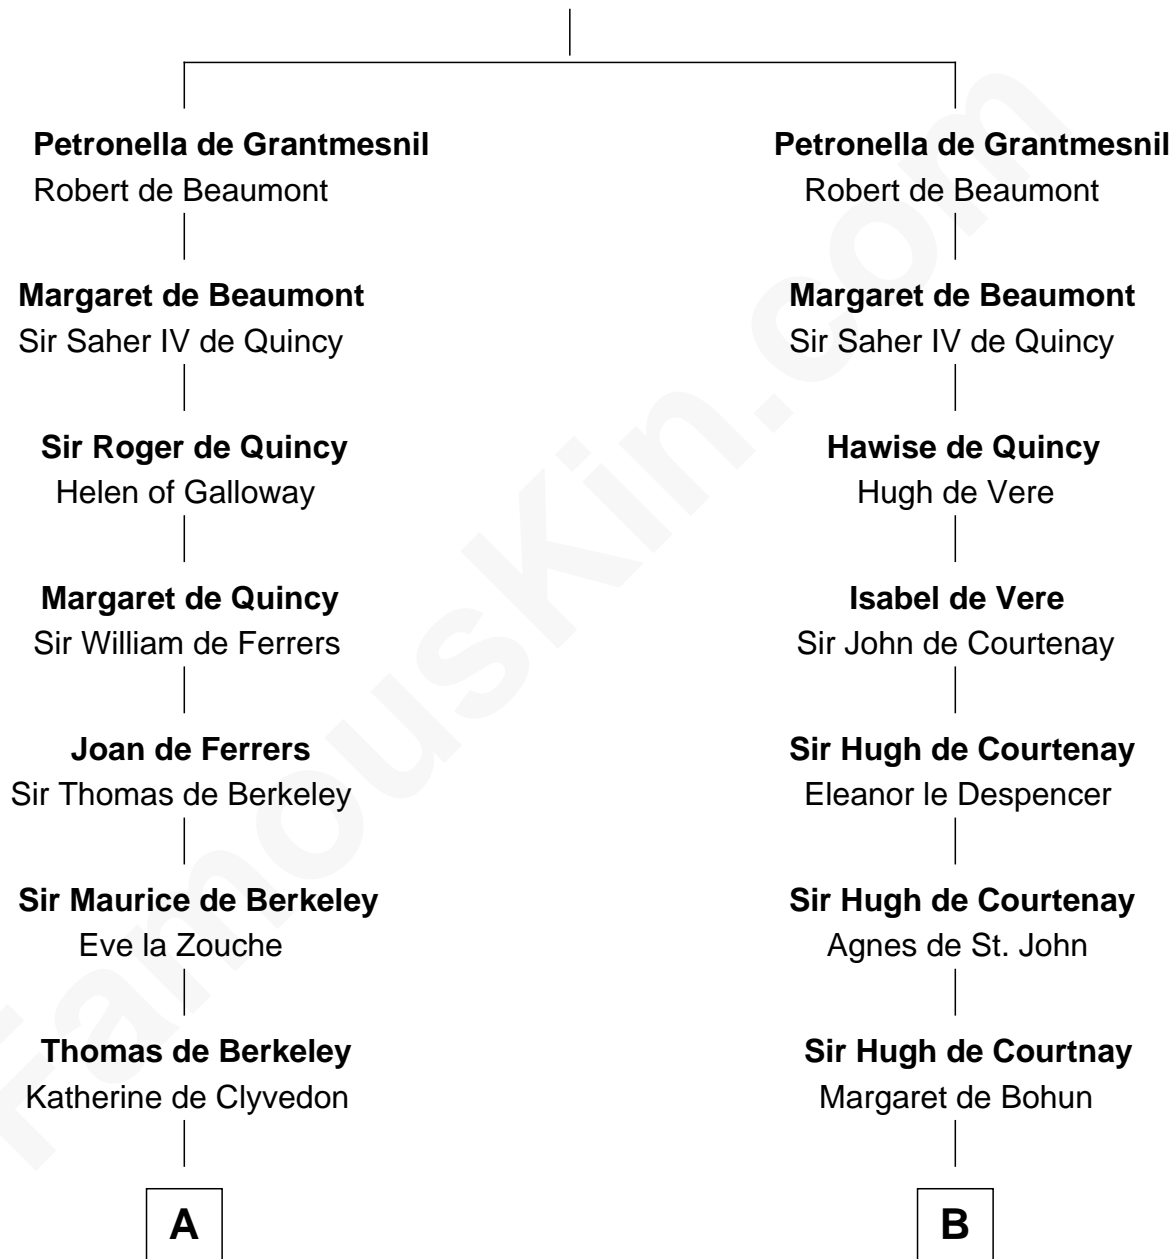 Petronella de Grantmesnil
Robert de Beaumont
Margaret de Beaumont
Sir Saher IV de Quincy
Sir Roger de Quincy
Helen of Galloway
Margaret de Quincy
Sir William de Ferrers
Joan de Ferrers
Sir Thomas de Berkeley
Sir Maurice de Berkeley
Eve la Zouche
Thomas de Berkeley
Katherine de Clyvedon
A
Petronella de Grantmesnil
Robert de Beaumont
Margaret de Beaumont
Sir Saher IV de Quincy
Hawise de Quincy
Hugh de Vere
Isabel de Vere
Sir John de Courtenay
Sir Hugh de Courtenay
Eleanor le Despencer
Sir Hugh de Courtenay
Agnes de St. John
Sir Hugh de Courtnay
Margaret de Bohun
B
FamousKin.com